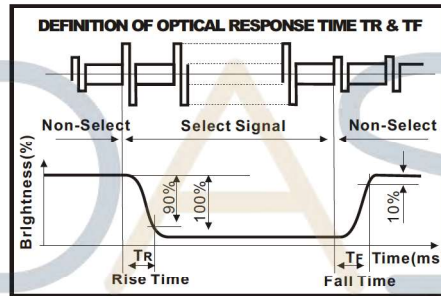 DEFINITION OF OPTICAL RESPONSE TIME TR & TF
Non-Select Select Signal Non-Select
Brightness(%)
90%
100%
10%
TR TF Time(ms
Rise Time Fall Time
DAS